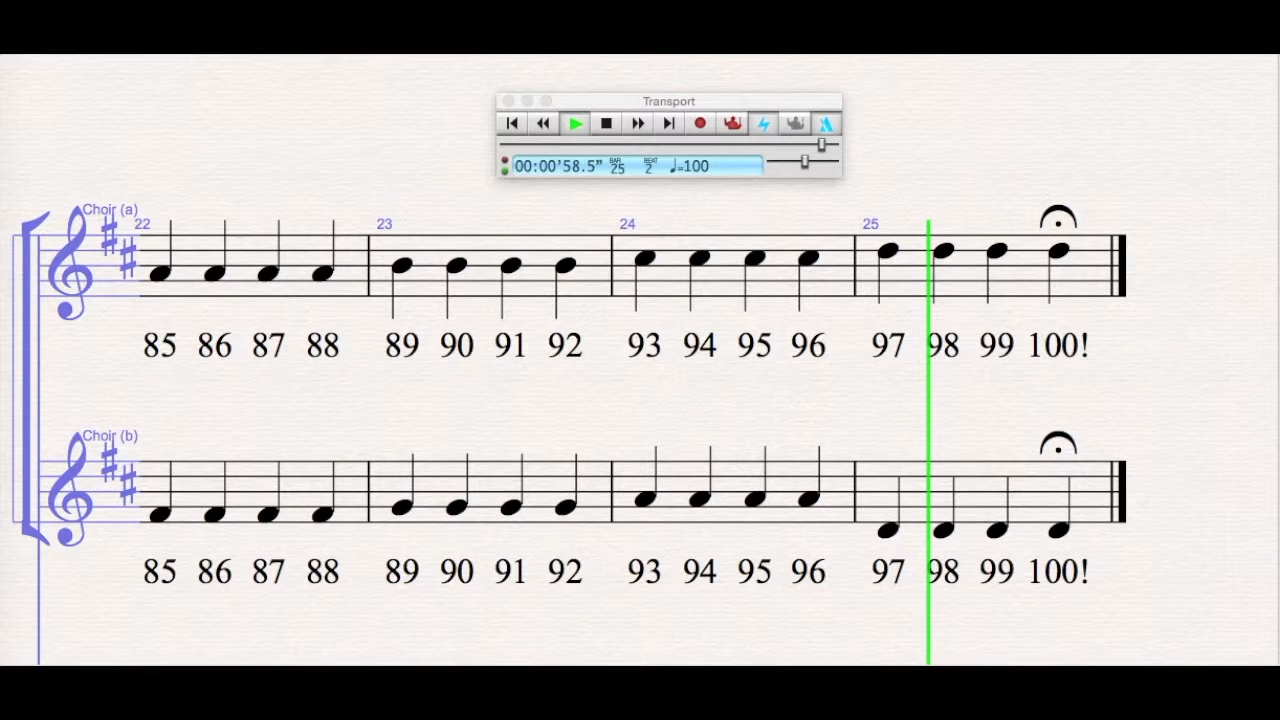 Transport
00:00'58.5" BAR 25 BEAT 2 ♩=100
Choir (a)
22 23 24 25
85 86 87 88 89 90 91 92 93 94 95 96 97 98 99 100!
Choir (b)
85 86 87 88 89 90 91 92 93 94 95 96 97 98 99 100!